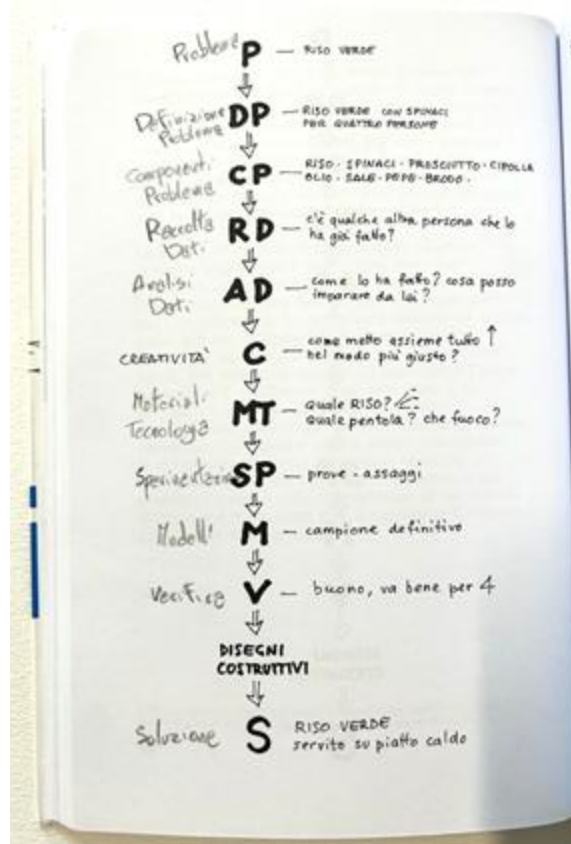 Problema P — RISO VERDE
Definizione Problema DP — RISO VERDE CON SPINACI
PER QUATTRO PERSONE
Componenti Problema CP — RISO · SPINACI · PROSCIUTTO · CIPOLLA
OLIO · SALE · PEPE · BRODO ·
Raccolta Dati RD — c'è qualche altra persona che lo
ha già fatto?
Analisi Dati AD — come lo ha fatto? cosa posso
imparare da lei?
CREATIVITÀ C — come metto assieme tutto ↑
nel modo più giusto?
Materiali Tecnologia MT — Quale RISO?
Quale pentola? che fuoco?
Sperimentazione SP — prove - assaggi
Modelli M — campione definitivo
Verifica V — buono, va bene per 4
DISEGNI
COSTRUTTIVI
Soluzione S RISO VERDE
servito su piatto caldo